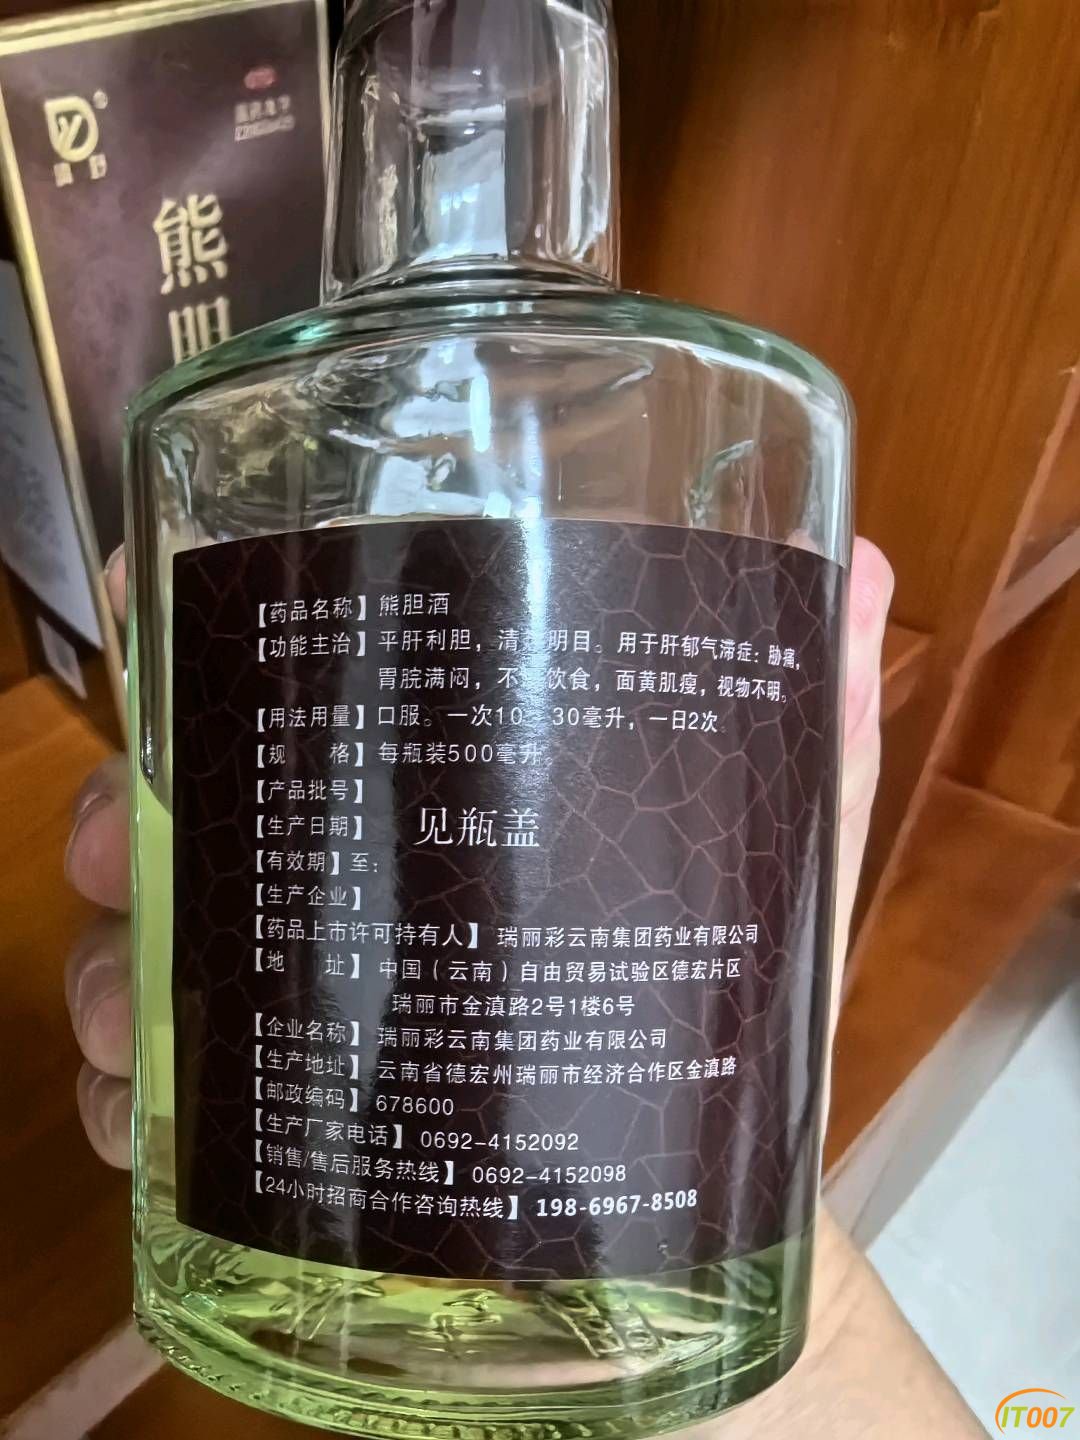 熊胆
【药品名称】熊胆酒
【功能主治】平肝利胆，清 明目。用于肝郁气滞症：胁痛，
胃脘满闷，不 饮食，面黄肌瘦，视物不明。
【用法用量】口服。一次10 30毫升，一日2次
【规 格】每瓶装500毫升。
【产品批号】
【生产日期】 见瓶盖
【有效期】至：
【生产企业】
【药品上市许可持有人】瑞丽彩云南集团药业有限公司
【地 址】中国（云南）自由贸易试验区德宏片区
瑞丽市金滇路2号1楼6号
【企业名称】瑞丽彩云南集团药业有限公司
【生产地址】云南省德宏州瑞丽市经济合作区金滇路
【邮政编码】678600
【生产厂家电话】0692-4152092
【销售/售后服务热线】0692-4152098
【24小时招商合作咨询热线】198-6967-8508
IT007